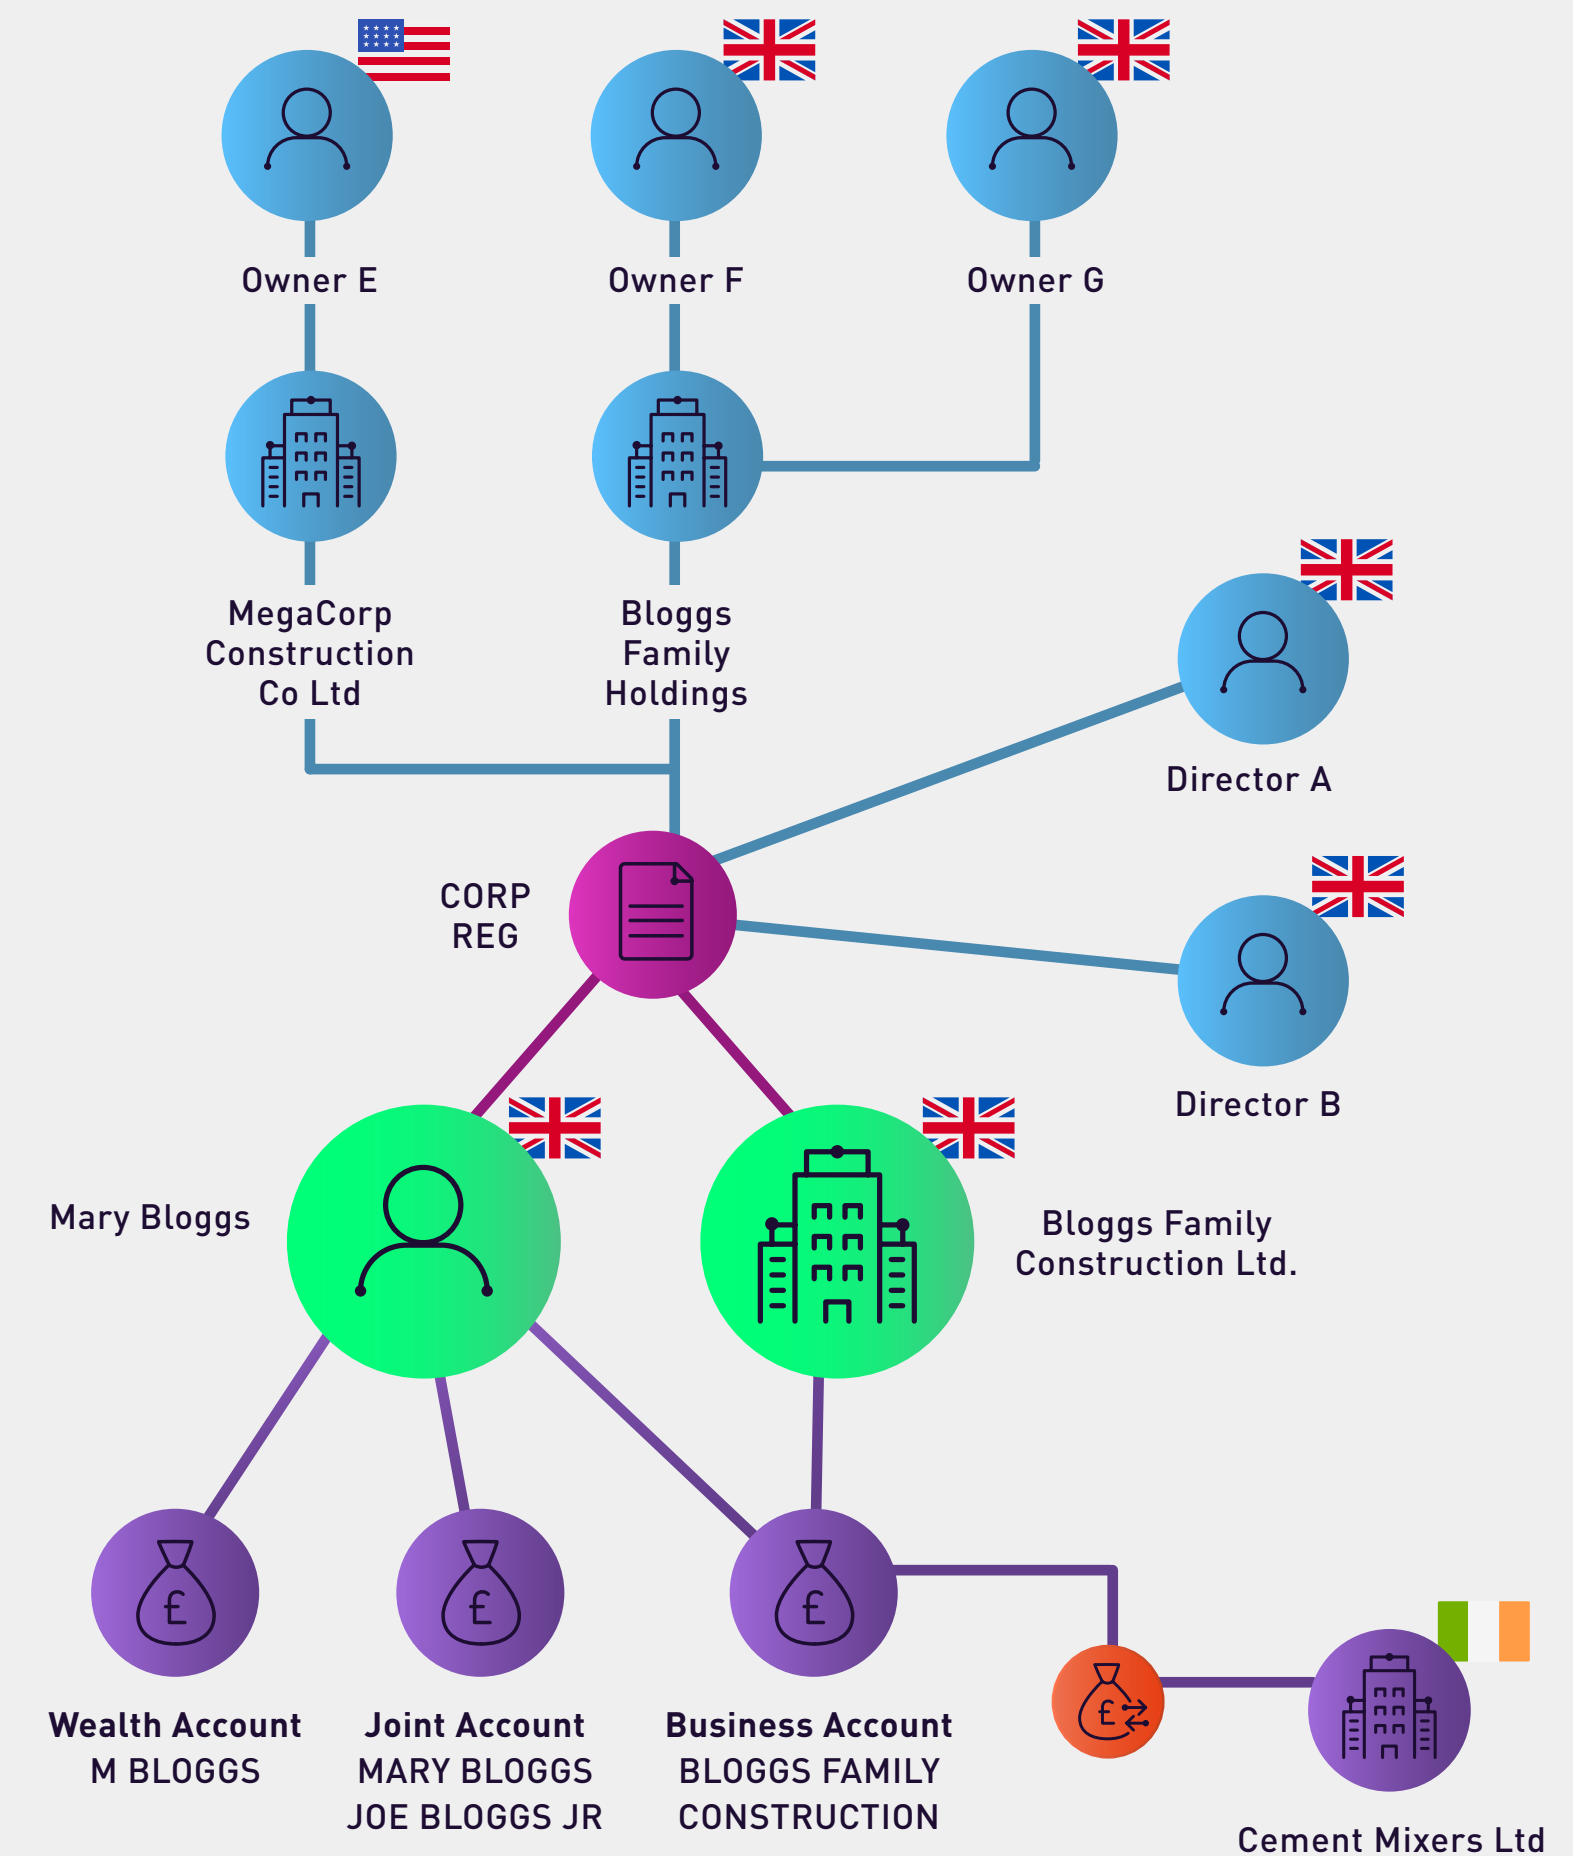 Owner E
Owner F
Owner G
MegaCorp
Construction
Co Ltd
Bloggs
Family
Holdings
Director A
CORP
REG
Director B
Mary Bloggs
Bloggs Family
Construction Ltd.
£
£
£
£
Wealth Account
M BLOGGS
Joint Account
MARY BLOGGS
JOE BLOGGS JR
Business Account
BLOGGS FAMILY
CONSTRUCTION
Cement Mixers Ltd